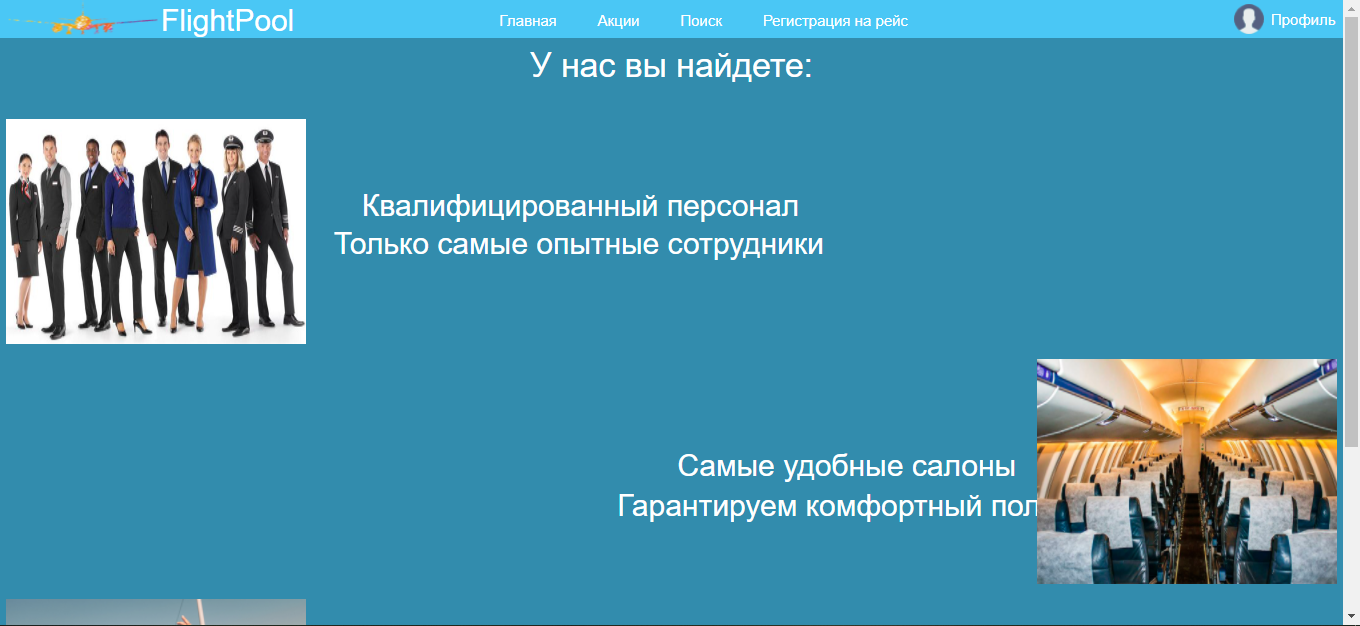 FlightPool
Главная Акции Поиск Регистрация на рейс
Профиль
У нас вы найдете:
Квалифицированный персонал
Только самые опытные сотрудники
Самые удобные салоны
Гарантируем комфортный пол